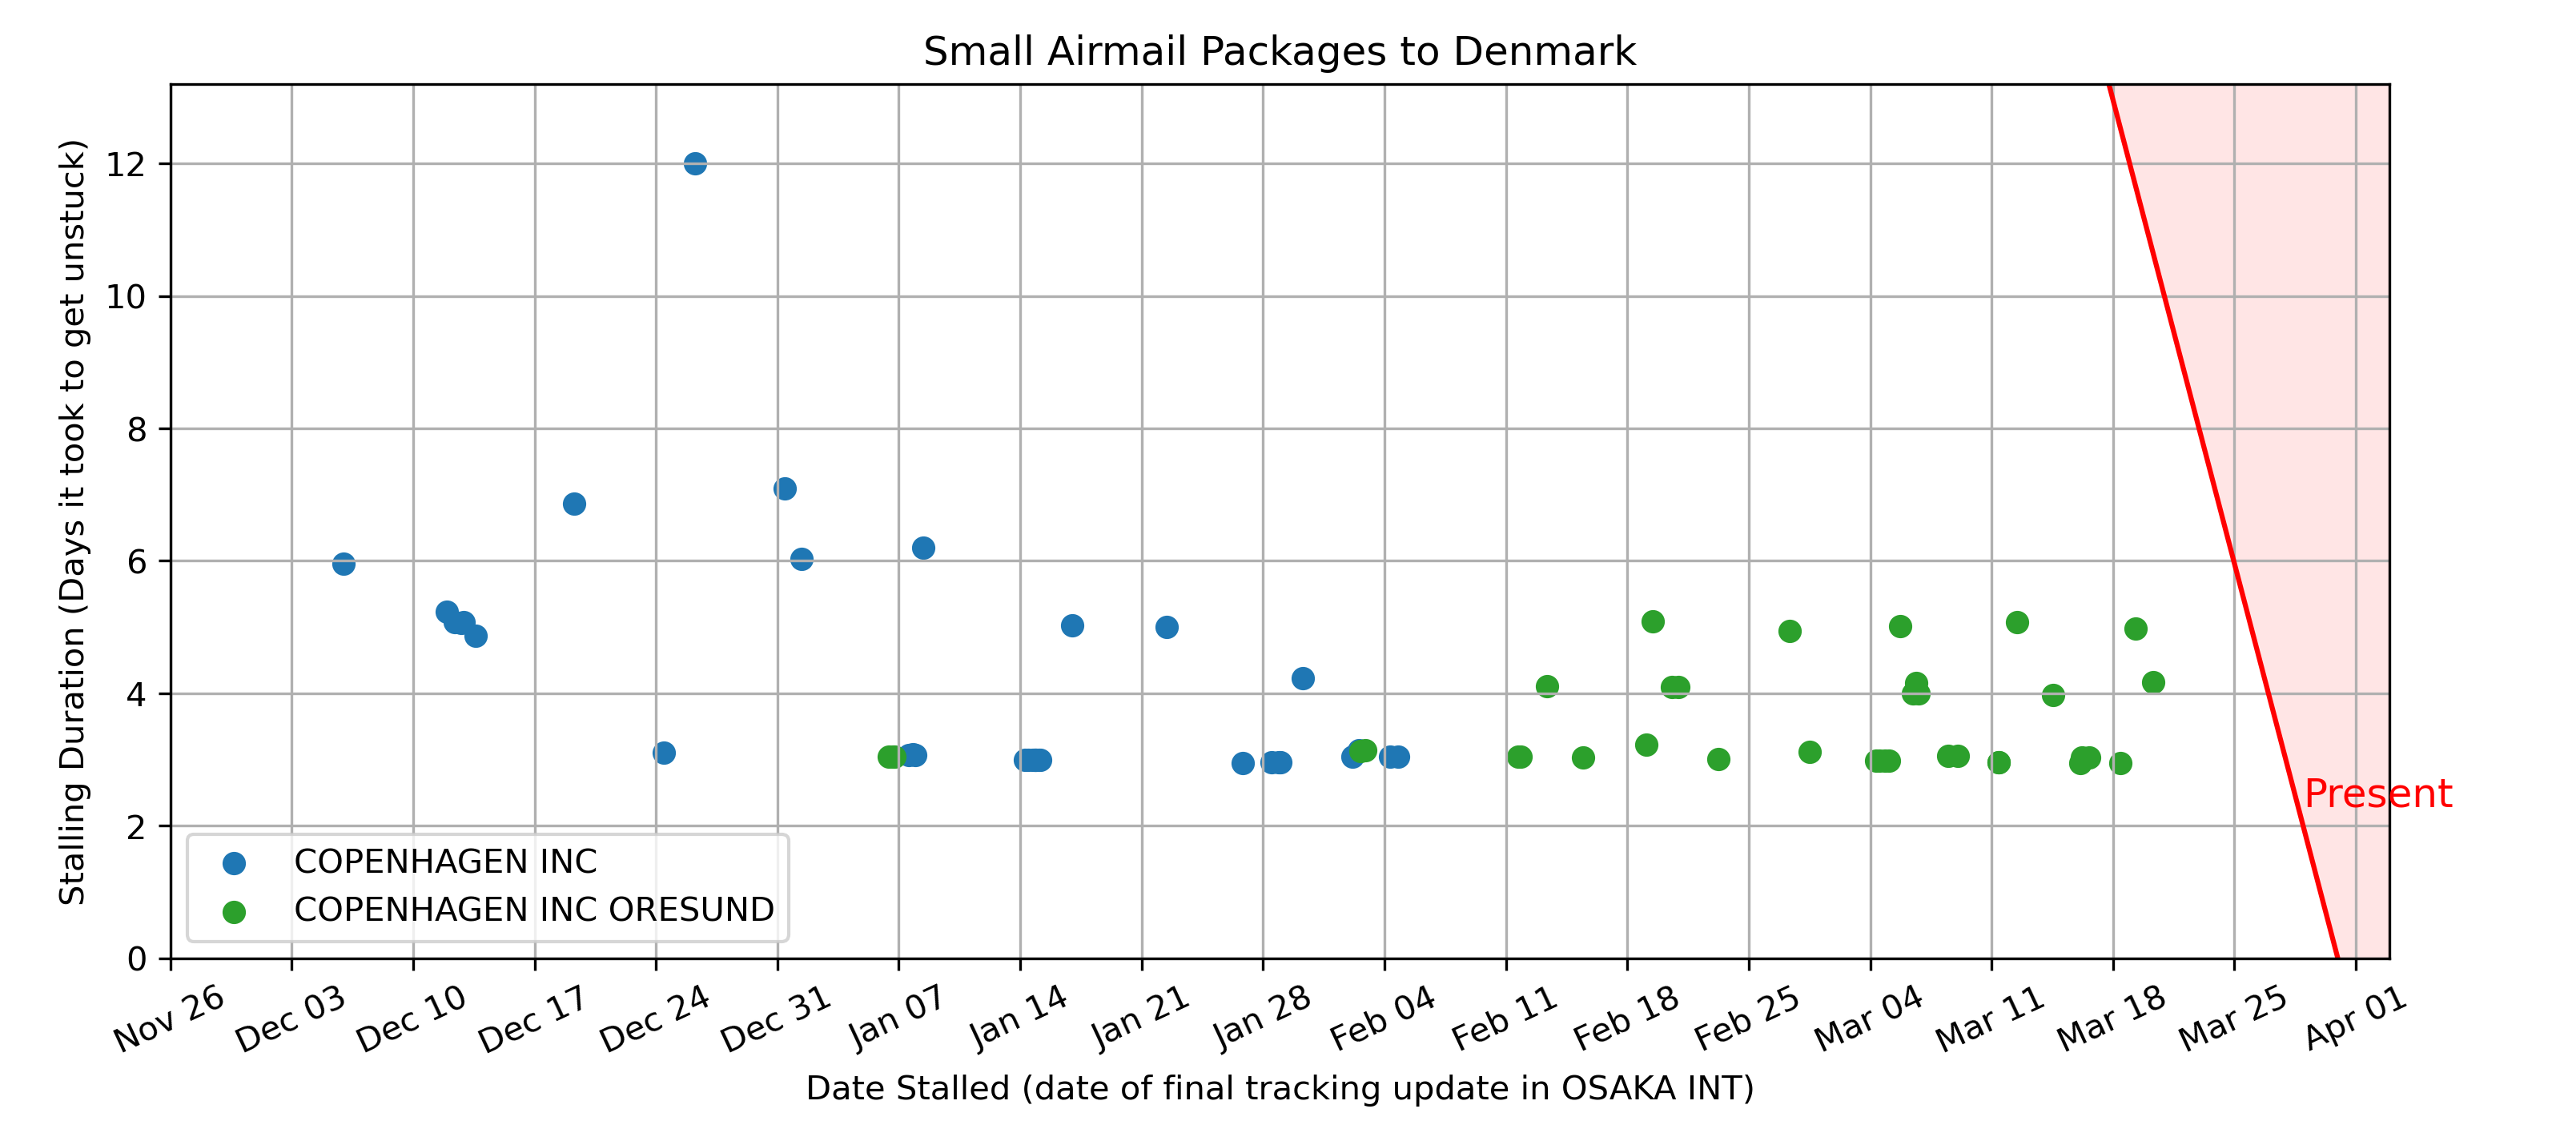 Small Airmail Packages to Denmark
Stalling Duration (Days it took to get unstuck)
12
10
8
6
4
2
0
Present
COPENHAGEN INC
COPENHAGEN INC ORESUND
Nov 26
Dec 03
Dec 10
Dec 17
Dec 24
Dec 31
Jan 07
Jan 14
Jan 21
Jan 28
Feb 04
Feb 11
Feb 18
Feb 25
Mar 04
Mar 11
Mar 18
Mar 25
Apr 01
Date Stalled (date of final tracking update in OSAKA INT)